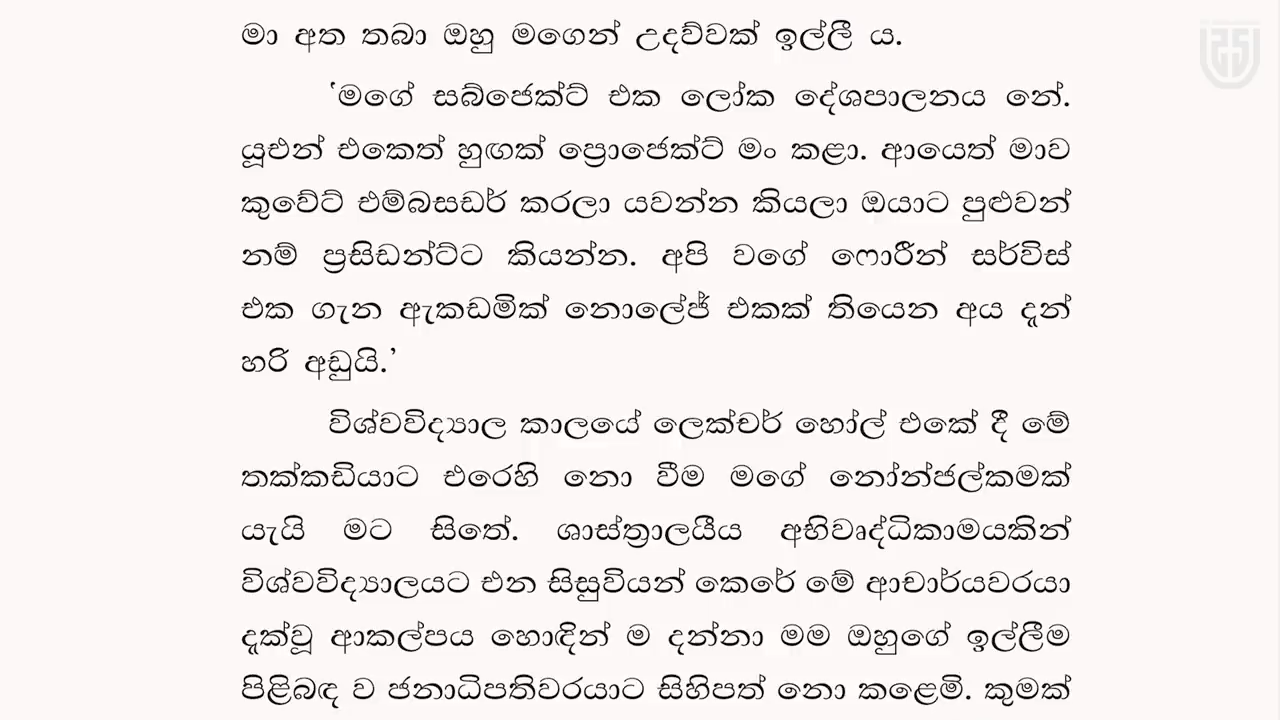 මා අත තබා ඔහු මගෙන් උදව්වක් ඉල්ලී ය.
‘මගේ සබ්ජෙක්ට් එක ලෝක දේශපාලනය නේ.
යූඑන් එකෙත් හුඟක් ප්‍රොජෙක්ට් මං කළා. ආයෙත් මාව
කුවේට් එම්බසඩර් කරලා යවන්න කියලා ඔයාට පුළුවන්
නම් ප්‍රසිඩන්ට්ට කියන්න. අපි වගේ ෆොරීන් සර්විස්
එක ගැන ඇකඩමික් නොලේජ් එකක් තියෙන අය දැන්
හරි අඩුයි.’
විශ්වවිද්‍යාල කාලයේ ලෙක්චර් හෝල් එකේ දී මේ
තක්කඩියාට එරෙහි නො වීම මගේ නෝන්ජල්කමක්
යැයි මට සිතේ. ශාස්ත්‍රාලයීය අභිවෘද්ධිකාමයකින්
විශ්වවිද්‍යාලයට එන සිසුවියන් කෙරේ මේ ආචාර්යවරයා
දැක්වූ ආකල්පය හොඳින් ම දන්නා මම ඔහුගේ ඉල්ලීම
පිළිබඳ ව ජනාධිපතිවරයාට සිහිපත් නො කළෙමි. කුමක්